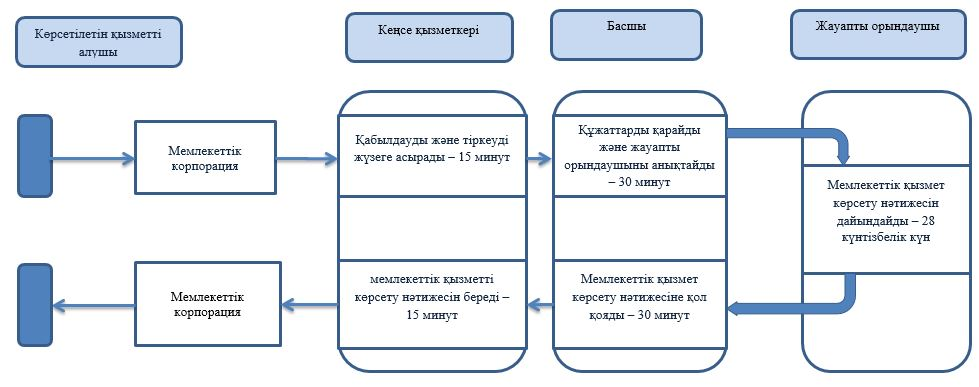 Көрсетілетін қызметті
алушы
Кеңсе қызметкері
Басшы
Жауапты орындаушы
Мемлекеттік
корпорация
Қабылдауды және тіркеуді
жүзеге асырады – 15 минут
Құжаттарды қарайды
және жауапты
орындаушыны анықтайды
– 30 минут
Мемлекеттік қызмет
көрсету нәтижесін
дайындайды – 28
күнтізбелік күн
Мемлекеттік
корпорация
мемлекеттік қызметті
көрсету нәтижесін береді –
15 минут
Мемлекеттік қызмет
көрсету нәтижесіне қол
қояды – 30 минут